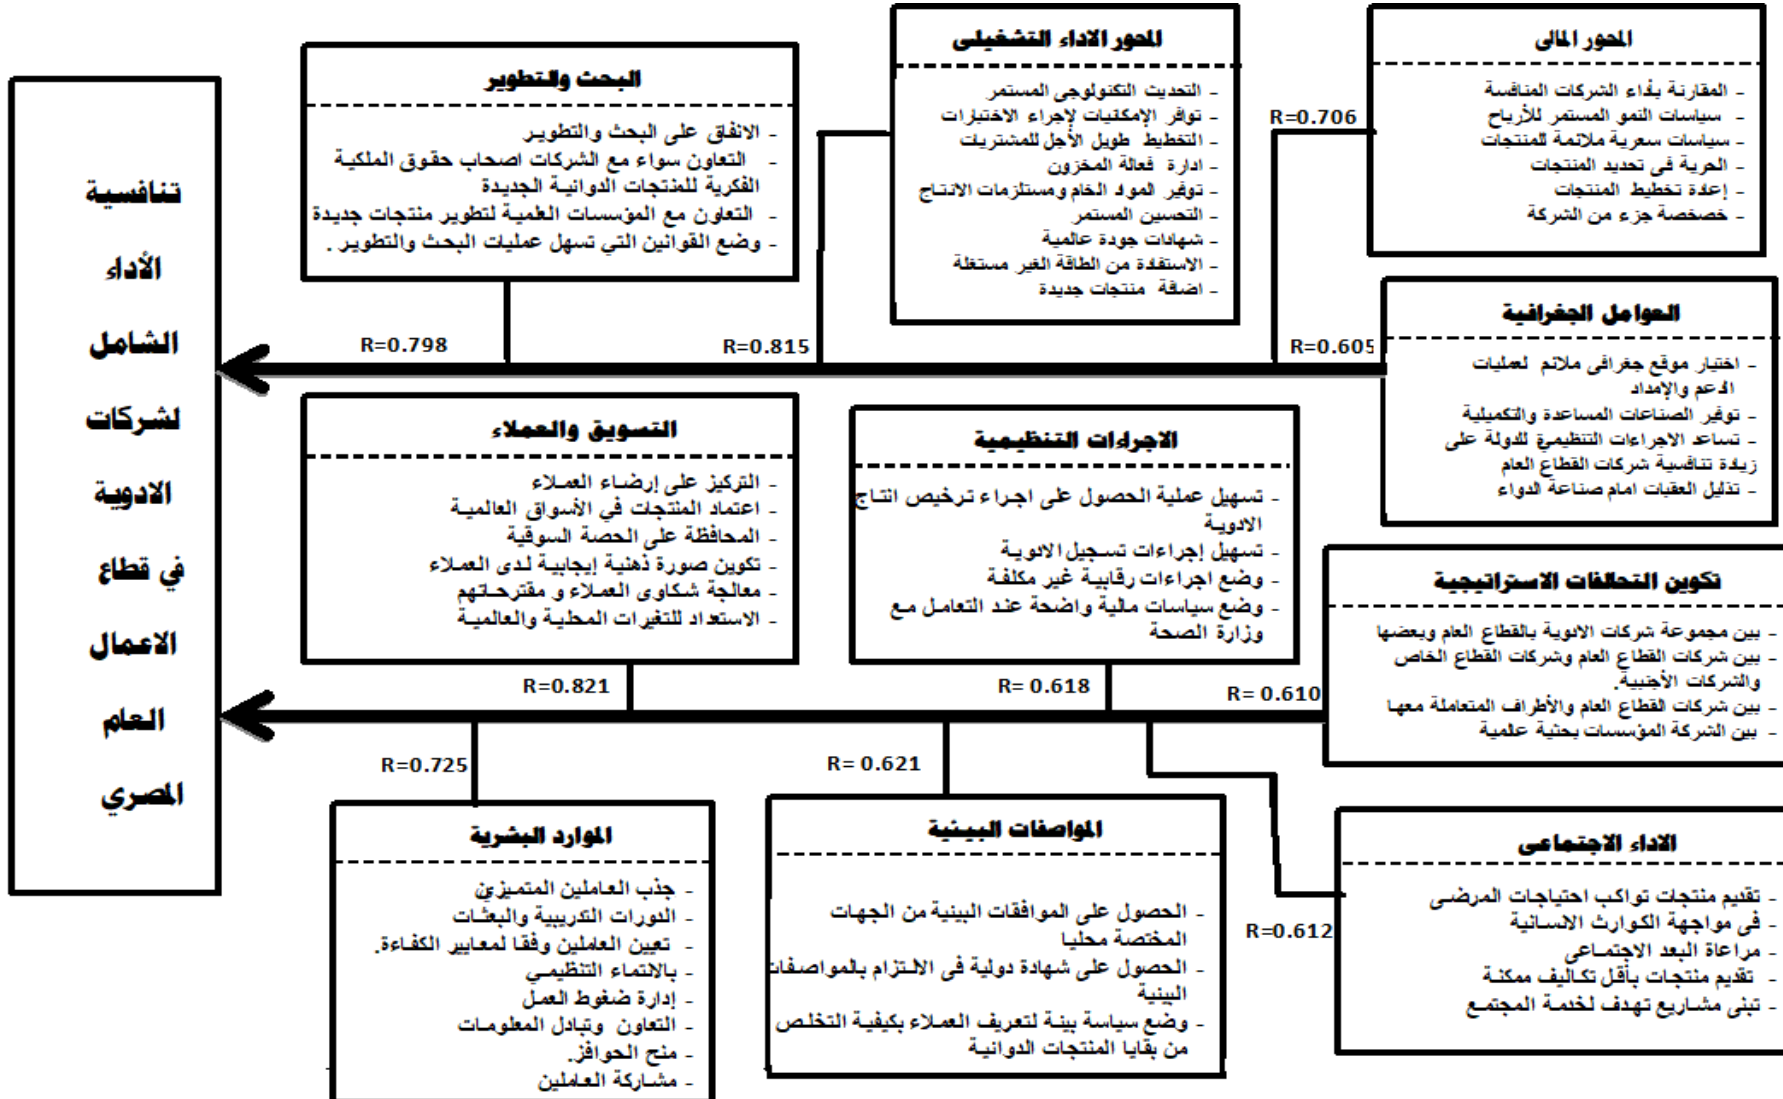 المحور المالى
- المقارنة بأداء الشركات المنافسة
- سياسات النمو المستمر للأرباح
- سياسات سعرية ملائمة للمنتجات
- الحرية فى تحديد المنتجات
- إعادة تخطيط المنتجات
- خصخصة جزء من الشركة
R=0.706
المحور الاداء التشغيلى
- التحديث التكنولوجى المستمر
- توافر الإمكانيات لإجراء الاختبارات
- التخطيط طويل الأجل للمشتريات
- ادارة فعالة المخزون
- توفير المواد الخام ومستلزمات الانتاج
- التحسين المستمر
- شهادات جودة عالمية
- الاستفادة من الطاقة الغير مستغلة
- اضافة منتجات جديدة
R=0.815
البحث والتطوير
- الانفاق على البحث والتطوير
- التعاون سواء مع الشركات اصحاب حقوق الملكية
الفكرية للمنتجات الدوائية الجديدة
- التعاون مع المؤسسات العلمية لتطوير منتجات جديدة
- وضع القوانين التي تسهل عمليات البحث والتطوير .
R=0.798
العوامل الجغرافية
- اختيار موقع جغرافى ملائم لعمليات
الدعم والإمداد
- توفير الصناعات المساعدة والتكميلية
- تساعد الاجراءات التنظيمية للدولة على
زيادة تنافسية شركات القطاع العام
- تذليل العقبات امام صناعة الدواء
R=0.605
تنافسية
الأداء
الشامل
لشركات
الادوية
في قطاع
الاعمال
العام
المصري
تكوين التحالفات الاستراتيجية
- بين مجموعة شركات الادوية بالقطاع العام وبعضها
- بين شركات القطاع العام وشركات القطاع الخاص
والشركات الأجنبية.
- بين شركات القطاع العام والأطراف المتعاملة معها
- بين الشركة المؤسسات بحثية علمية
R= 0.610
الاجراءات التنظيمية
- تسهيل عملية الحصول على اجراء ترخيص انتاج
الادوية
- تسهيل إجراءات تسجيل الادوية
- وضع اجراءات رقابية غير مكلفة
- وضع سياسات مالية واضحة عند التعامل مع
وزارة الصحة
R= 0.618
التسويق والعملاء
- التركيز على إرضاء العملاء
- اعتماد المنتجات في الأسواق العالمية
- المحافظة على الحصة السوقية
- تكوين صورة ذهنية إيجابية لدى العملاء
- معالجة شكاوى العملاء و مقترحاتهم
- الاستعداد للتغيرات المحلية والعالمية
R=0.821
الاداء الاجتماعى
- تقديم منتجات تواكب احتياجات المرضى
- فى مواجهة الكوارث الانسانية
- مراعاة البعد الاجتماعى
- تقديم منتجات بأقل تكاليف ممكنة
- تبنى مشاريع تهدف لخدمة المجتمع
R=0.612
المواصفات البيئية
- الحصول على الموافقات البيئية من الجهات
المختصة محليا
- الحصول على شهادة دولية فى الالتزام بالمواصفات
البيئية
- وضع سياسة بيئة لتعريف العملاء بكيفية التخلص
من بقايا المنتجات الدوائية
R= 0.621
الموارد البشرية
- جذب العاملين المتميزين
- الدورات التدريبية والبعثات
- تعيين العاملين وفقا لمعايير الكفاءة.
- بالانتماء التنظيمي
- إدارة ضغوط العمل
- التعاون وتبادل المعلومات
- منح الحوافز.
- مشاركة العاملين
R=0.725